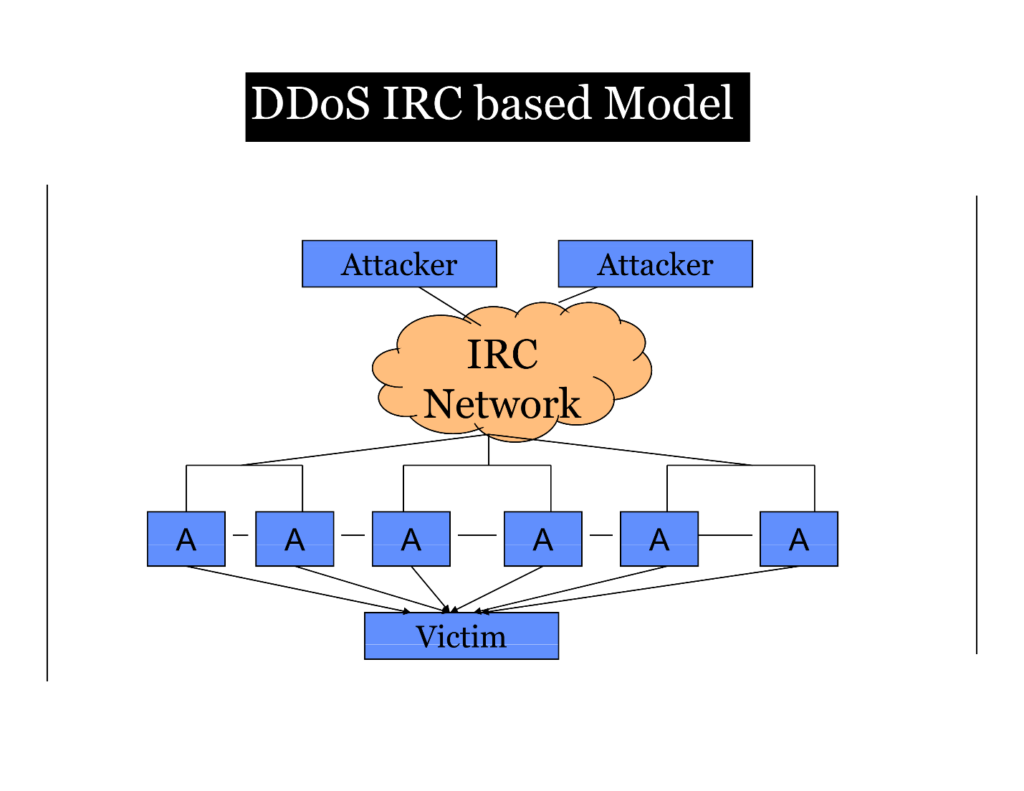 DDoS IRC based Model
Attacker Attacker
IRC
Network
A A A A A A
Victim